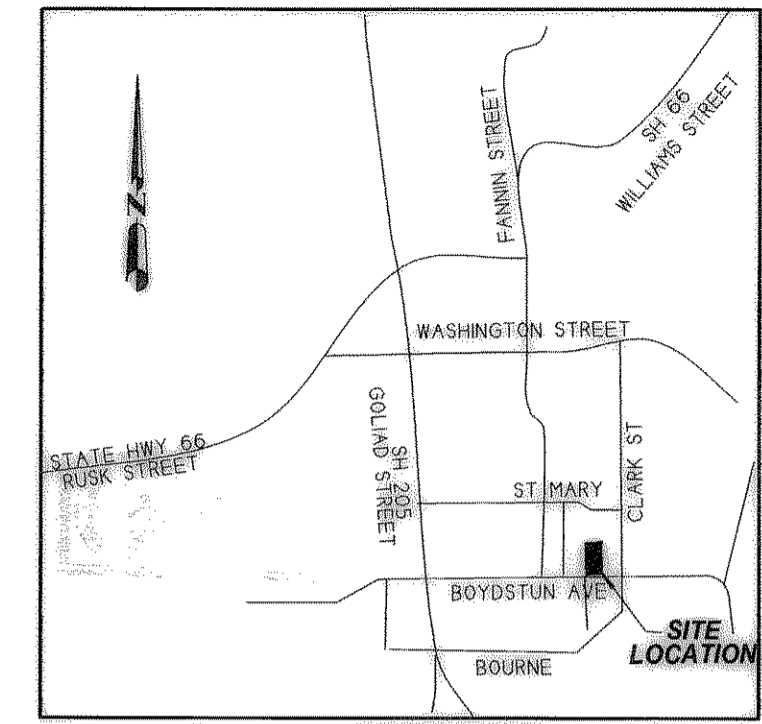 FANNIN STREET
SH 66
WILLIAMS STREET
N
WASHINGTON STREET
STATE HWY 66
RUSK STREET
SH 205
GOLIAD STREET
ST MARY
CLARK ST
BOYDSTUN AVE
SITE
LOCATION
BOURNE